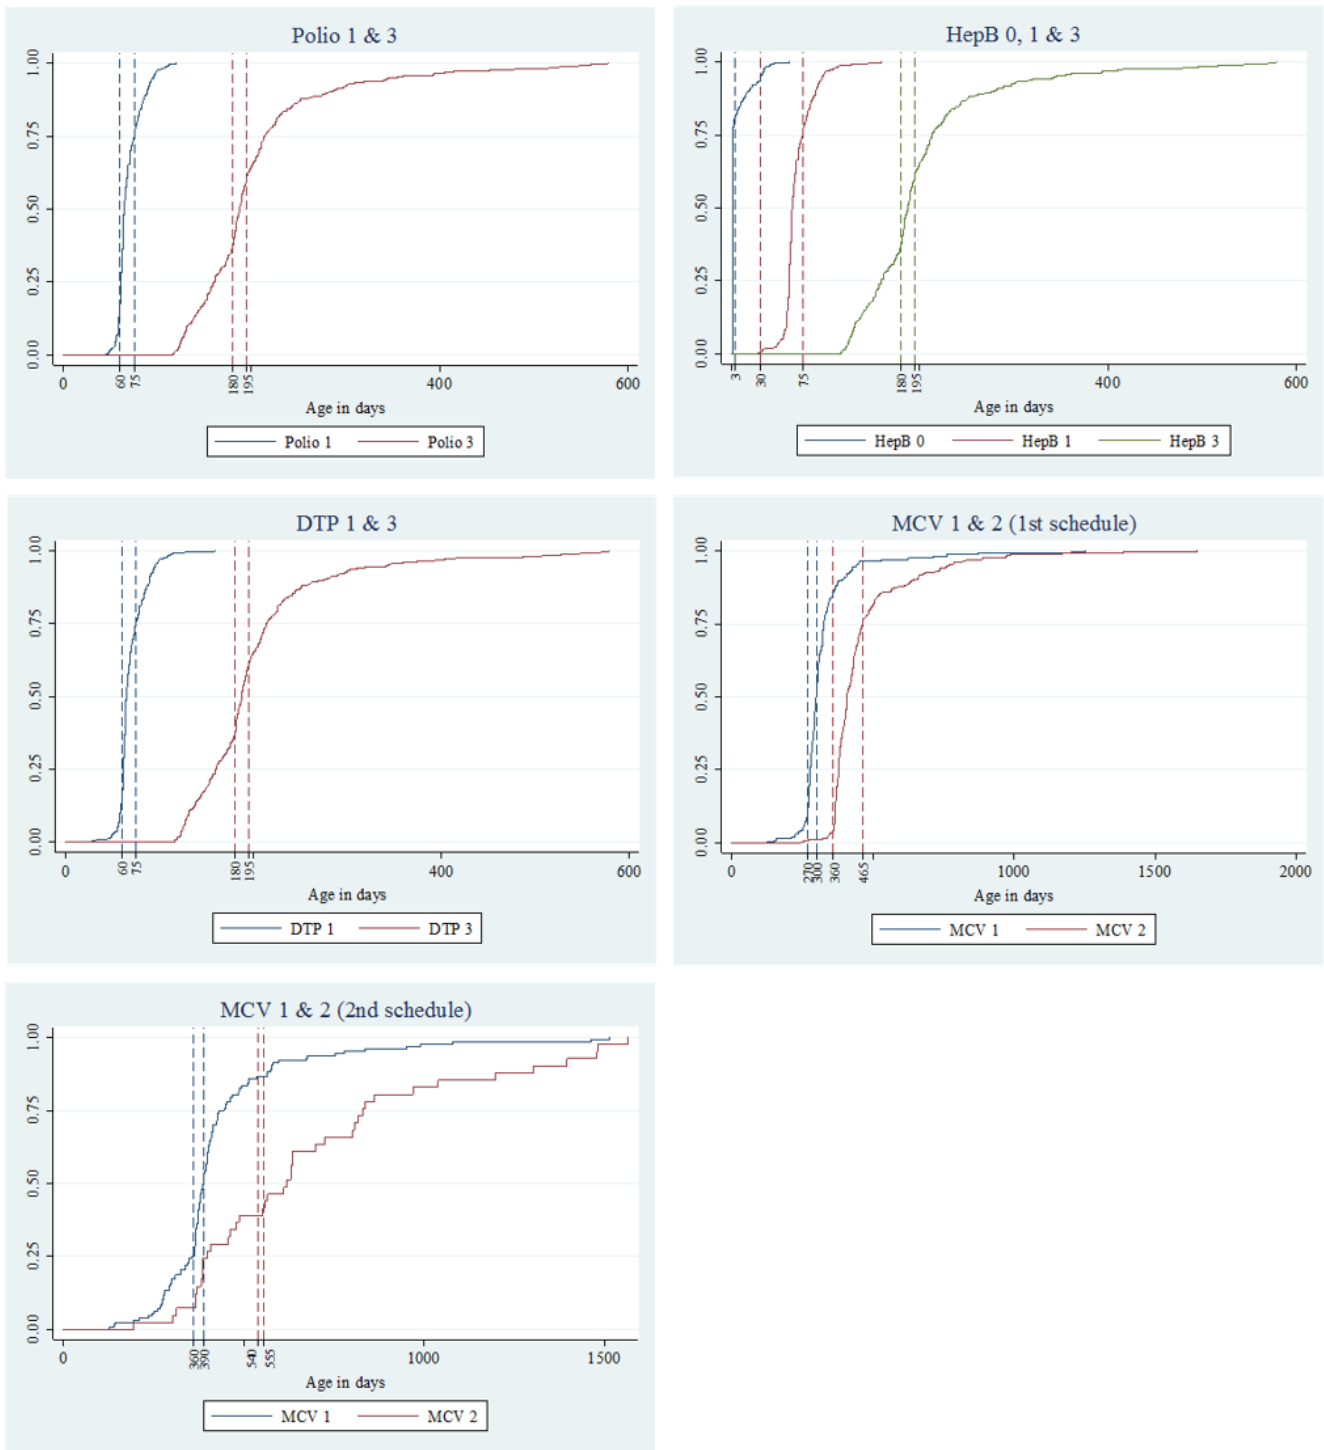 Polio 1 & 3
1.00
0.75
0.50
0.25
0.00
0 60 75 180 195 400 600
Age in days
Polio 1 Polio 3
HepB 0, 1 & 3
1.00
0.75
0.50
0.25
0.00
3 30 75 180 195 400 600
Age in days
HepB 0 HepB 1 HepB 3
DTP 1 & 3
1.00
0.75
0.50
0.25
0.00
0 60 75 180 195 400 600
Age in days
DTP 1 DTP 3
MCV 1 & 2 (1st schedule)
1.00
0.75
0.50
0.25
0.00
0 270 300 360 465 1000 1500 2000
Age in days
MCV 1 MCV 2
MCV 1 & 2 (2nd schedule)
1.00
0.75
0.50
0.25
0.00
0 360 390 540 555 1000 1500
Age in days
MCV 1 MCV 2